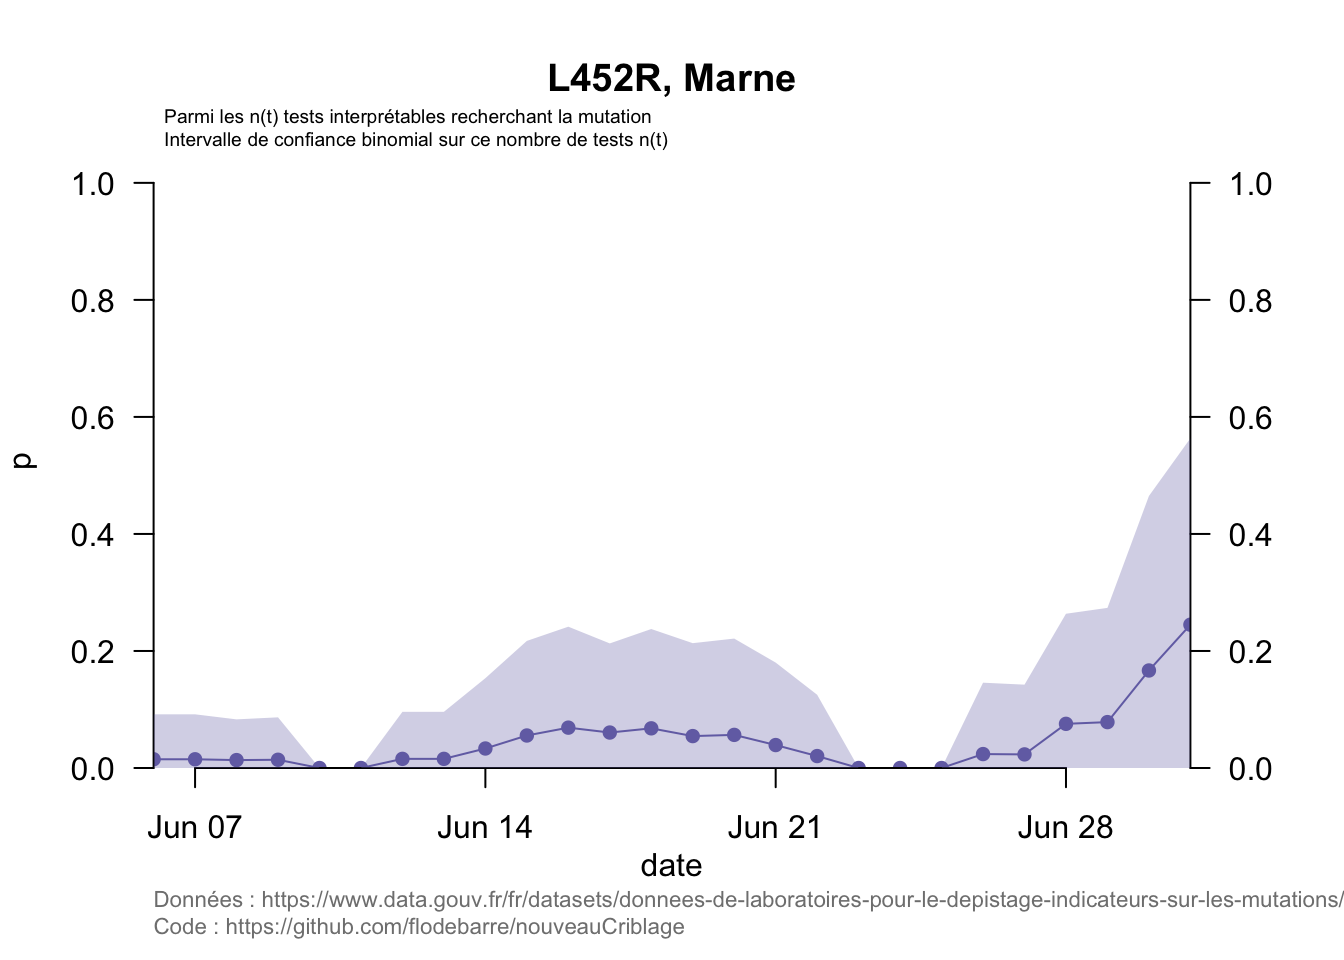 L452R, Marne
Parmi les n(t) tests interprétables recherchant la mutation
Intervalle de confiance binomial sur ce nombre de tests n(t)
1.0 1.0
0.8 0.8
0.6 0.6
p
0.4 0.4
0.2 0.2
0.0 0.0
Jun 07 Jun 14 Jun 21 Jun 28
date
Données : https://www.data.gouv.fr/fr/datasets/donnees-de-laboratoires-pour-le-depistage-indicateurs-sur-les-mutations/
Code : https://github.com/flodebarre/nouveauCriblage